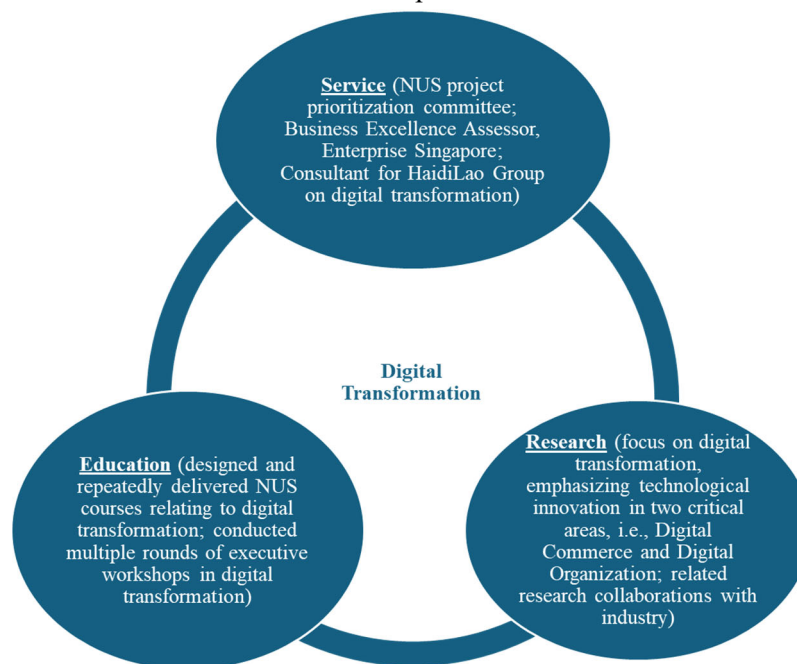 Service (NUS project
prioritization committee;
Business Excellence Assessor,
Enterprise Singapore;
Consultant for HaidiLao Group
on digital transformation)
Digital
Transformation
Education (designed and
repeatedly delivered NUS
courses relating to digital
transformation; conducted
multiple rounds of executive
workshops in digital
transformation)
Research (focus on digital
transformation,
emphasizing technological
innovation in two critical
areas, i.e., Digital
Commerce and Digital
Organization; related
research collaborations with
industry)